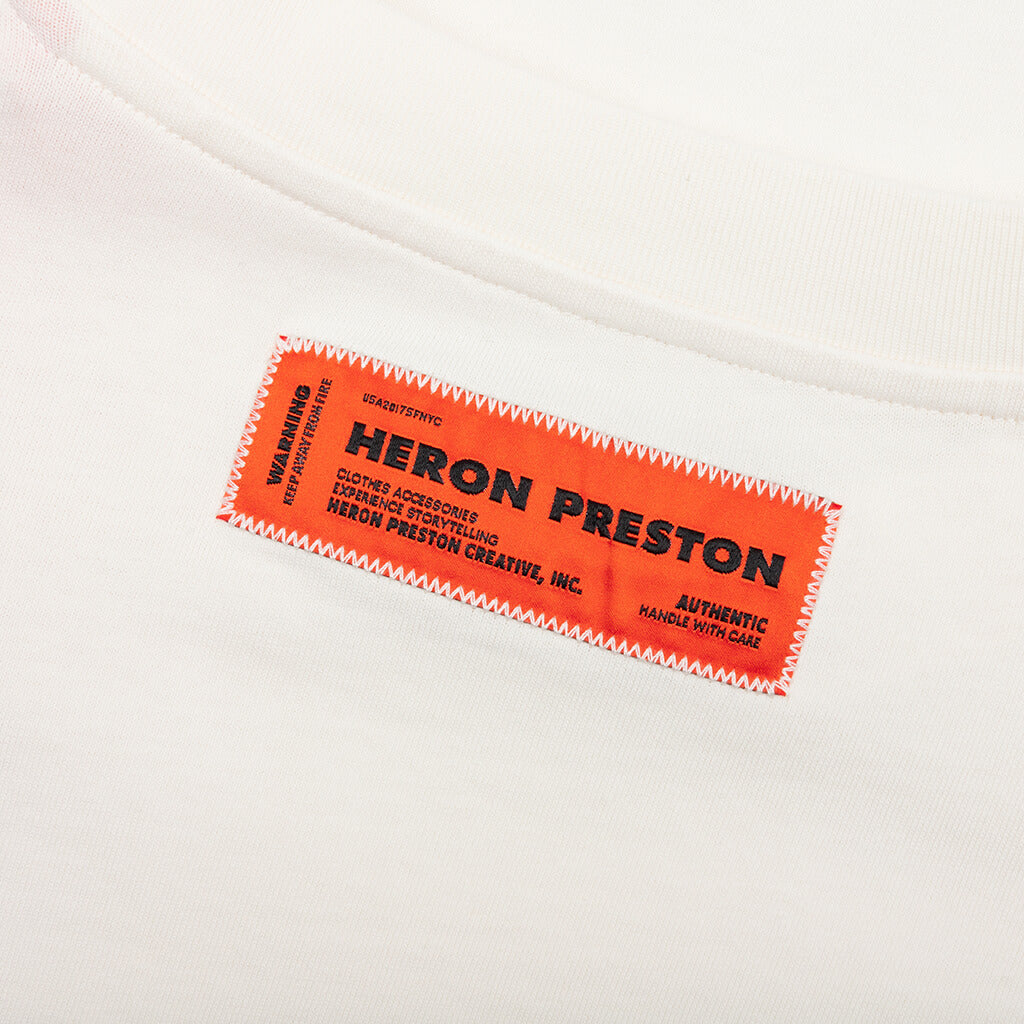 WARNING
KEEP AWAY FROM FIRE
USA2017SFNYC
HERON PRESTON
CLOTHES ACCESSORIES
EXPERIENCE STORYTELLING
HERON PRESTON CREATIVE, INC.
AUTHENTIC
HANDLE WITH CARE